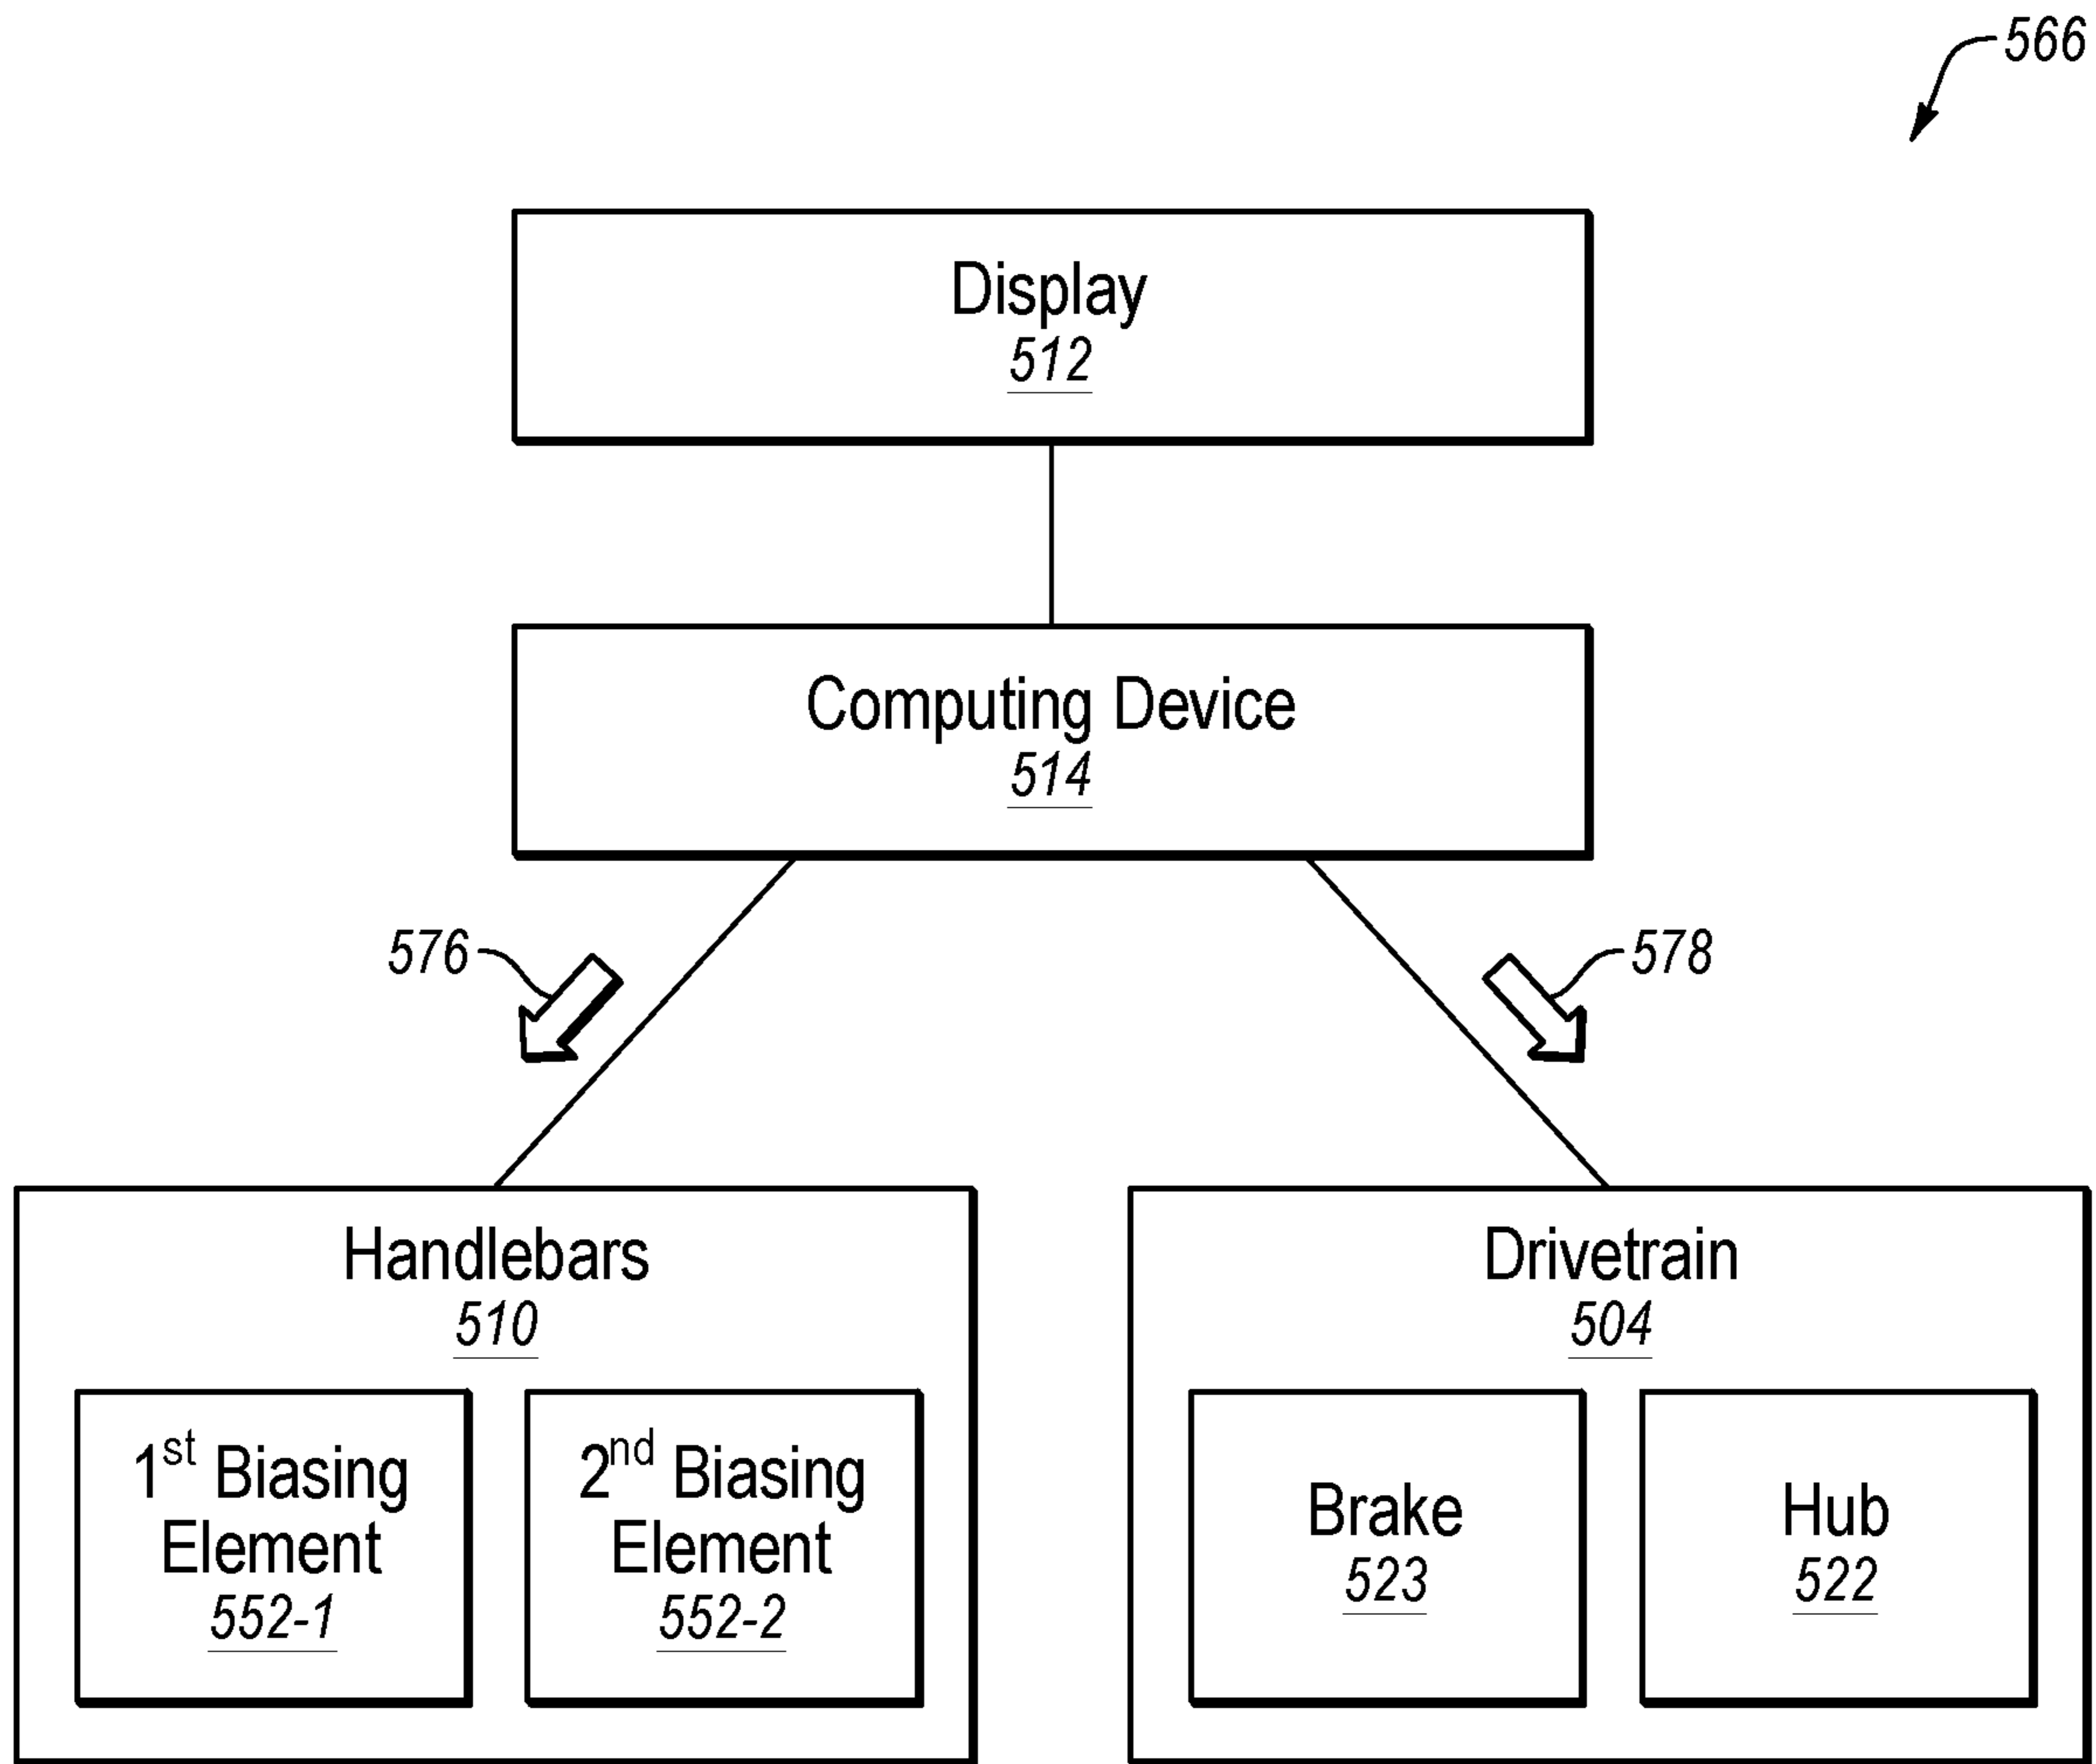 566
Display
512
Computing Device
514
576
578
Handlebars
510
Drivetrain
504
1st Biasing
Element
552-1
2nd Biasing
Element
552-2
Brake
523
Hub
522